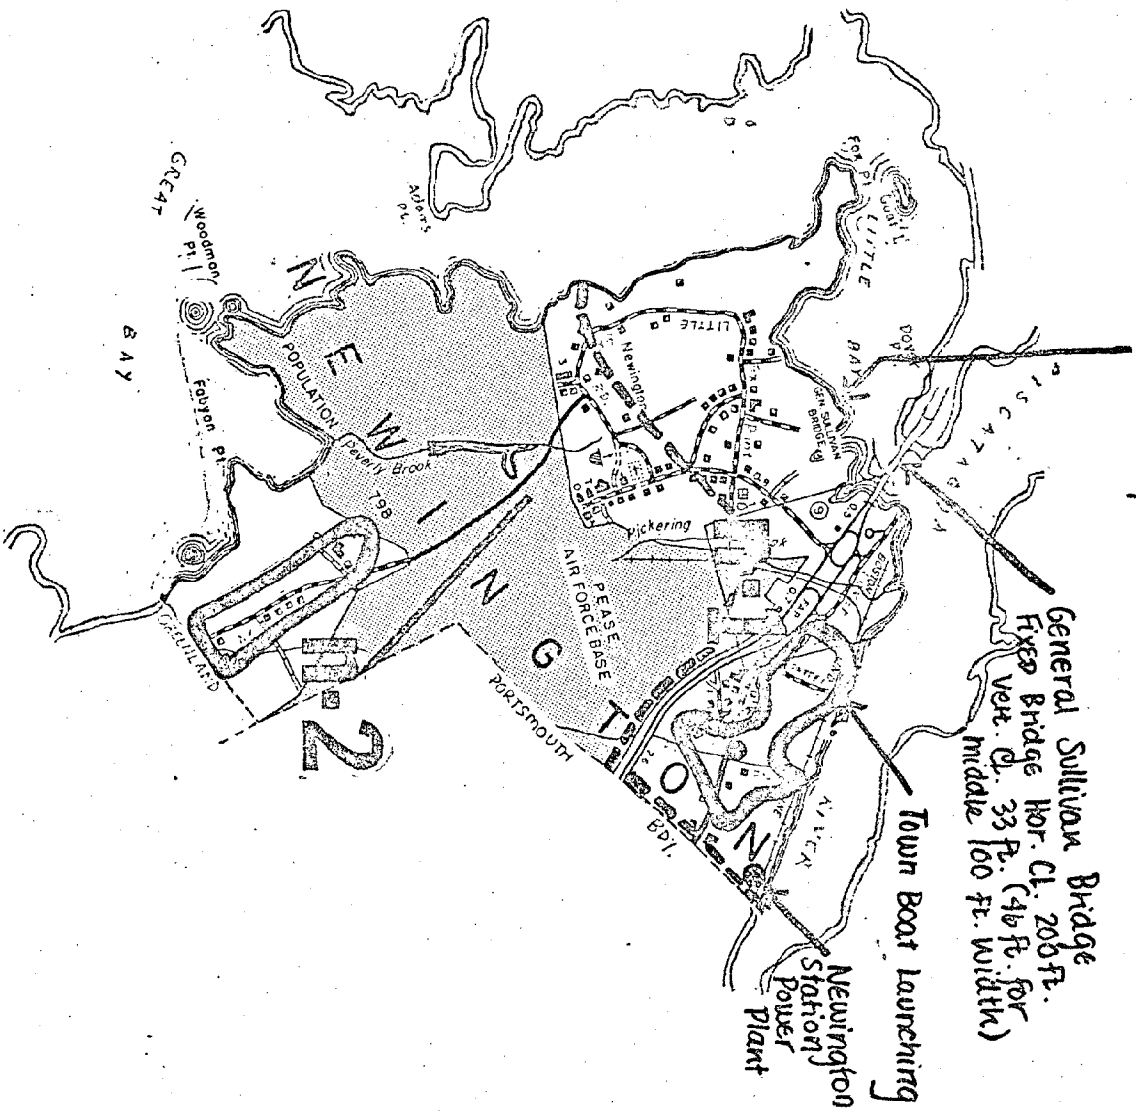 General Sullivan Bridge
Fixed Bridge Hor. Cl. 200 ft.
Vert. Cl. 33 ft. (46 ft. for
middle 100 ft. width)
Town Boat Launching
Newington
Station
Power
Plant
NEWINGTON
POPULATION
798
PEASE
AIR FORCE BASE
PORTSMOUTH
BDY.
GREENLAND
GREAT
BAY
Woodman
Pt.
Fabyan Pt.
Beverly Brook
Adams
Pt.
Fox Pt.
LITTLE
BAY
Goat I.
DOVER
Pt.
GEN. SULLIVAN
BRIDGE
Newington
LITTLE
Pickering
RIVER
m.2